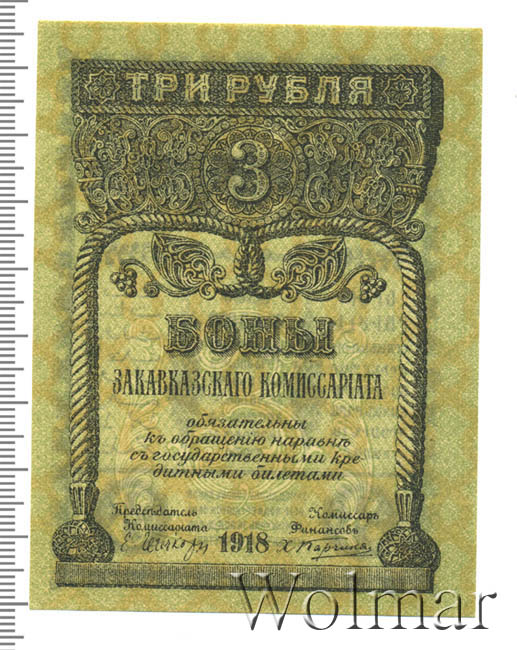 ТРИ РУБЛЯ
3
БОНЫ
ЗАКАВКАЗСКАГО КОМИССАРІАТА
обязательны
къ обращенію наравнѣ
съ государственными кре-
дитными билетами
Предсѣдатель Комиссаръ
Комиссаріата Финансовъ
1918
Wolmar